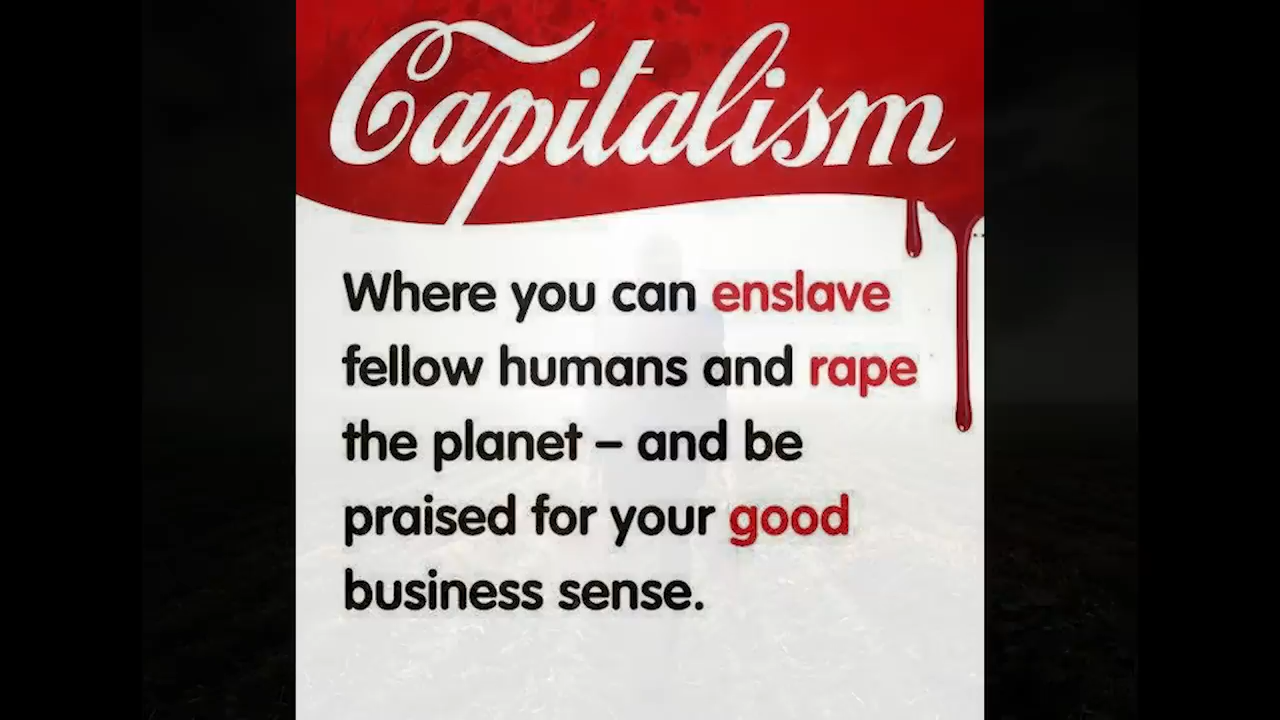 Capitalism
Where you can enslave
fellow humans and rape
the planet – and be
praised for your good
business sense.